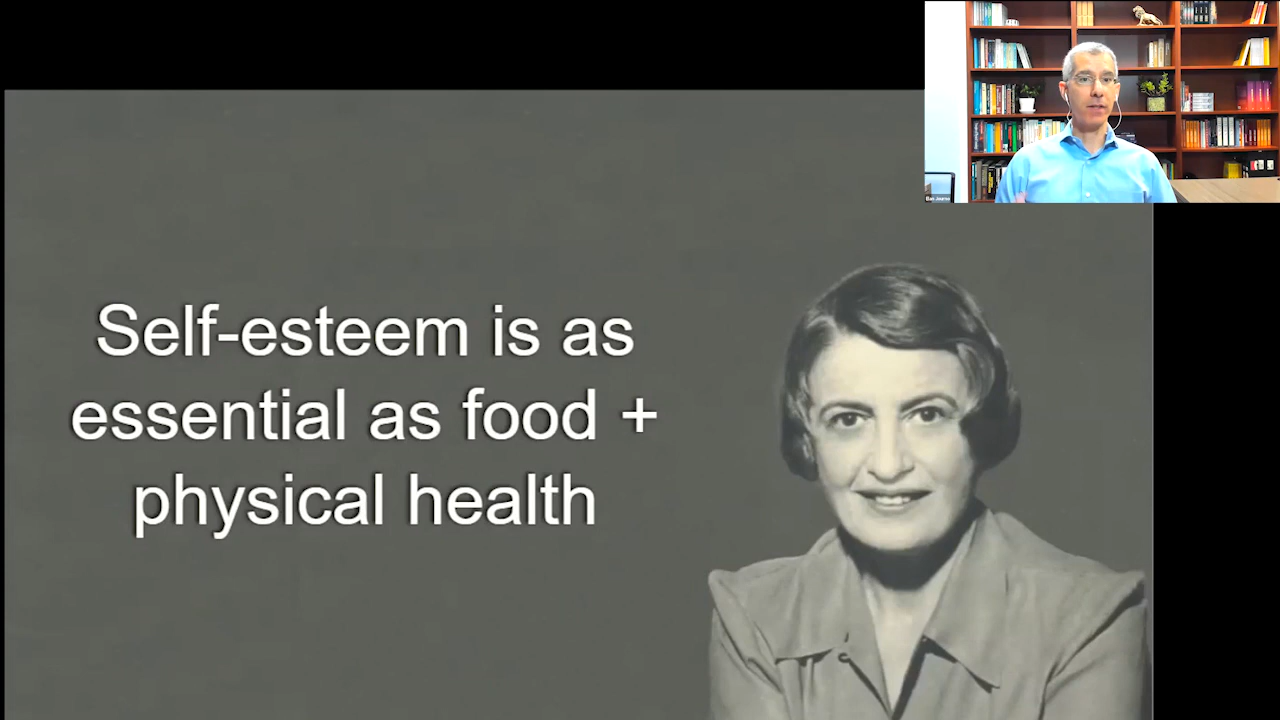 Self-esteem is as
essential as food +
physical health